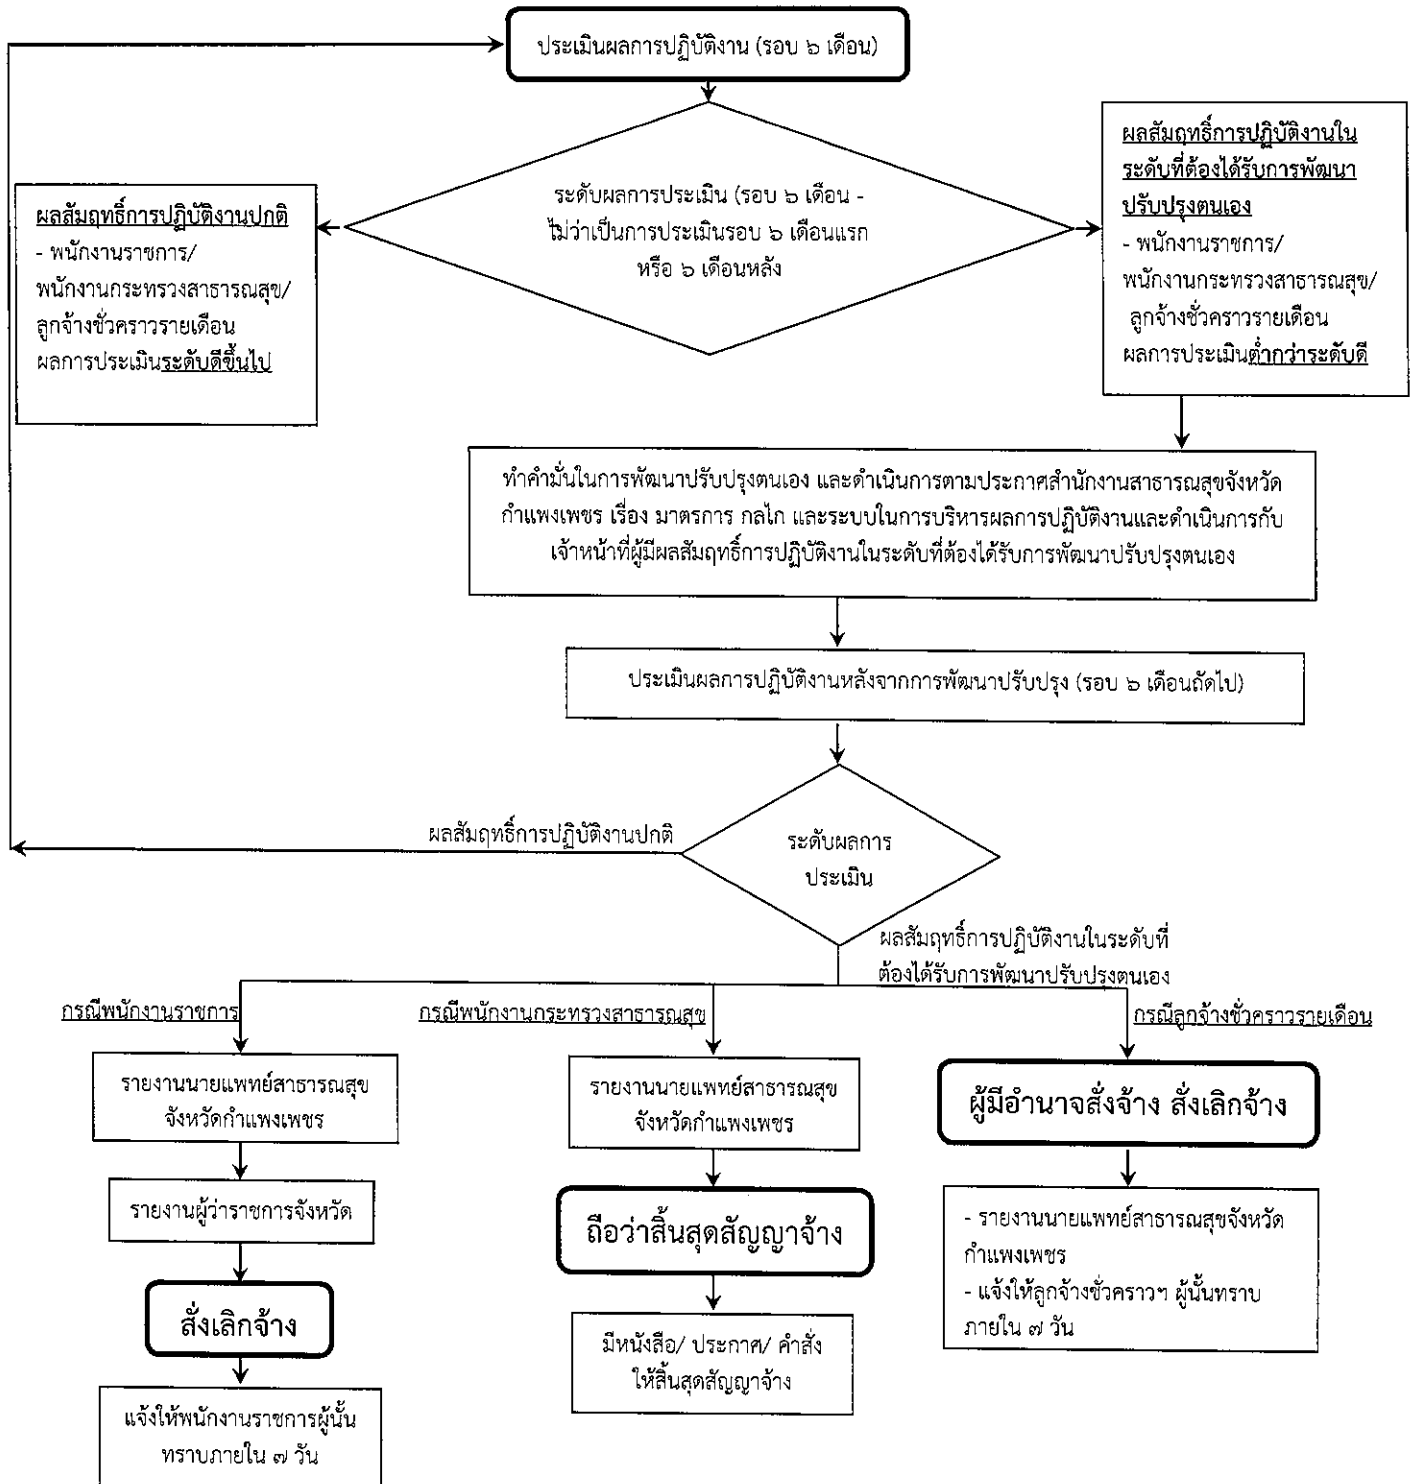 ประเมินผลการปฏิบัติงาน (รอบ ๖ เดือน)
ระดับผลการประเมิน (รอบ ๖ เดือน -
ไม่ว่าเป็นการประเมินรอบ ๖ เดือนแรก
หรือ ๖ เดือนหลัง
ผลสัมฤทธิ์การปฏิบัติงานปกติ
- พนักงานราชการ/
พนักงานกระทรวงสาธารณสุข/
ลูกจ้างชั่วคราวรายเดือน
ผลการประเมินระดับดีขึ้นไป
ผลสัมฤทธิ์การปฏิบัติงานใน
ระดับที่ต้องได้รับการพัฒนา
ปรับปรุงตนเอง
- พนักงานราชการ/
พนักงานกระทรวงสาธารณสุข/
ลูกจ้างชั่วคราวรายเดือน
ผลการประเมินต่ำกว่าระดับดี
ทำคำมั่นในการพัฒนาปรับปรุงตนเอง และดำเนินการตามประกาศสำนักงานสาธารณสุขจังหวัด
กำแพงเพชร เรื่อง มาตรการ กลไก และระบบในการบริหารผลการปฏิบัติงานและดำเนินการกับ
เจ้าหน้าที่ผู้มีผลสัมฤทธิ์การปฏิบัติงานในระดับที่ต้องได้รับการพัฒนาปรับปรุงตนเอง
ประเมินผลการปฏิบัติงานหลังจากการพัฒนาปรับปรุง (รอบ ๖ เดือนถัดไป)
ผลสัมฤทธิ์การปฏิบัติงานปกติ
ระดับผลการ
ประเมิน
ผลสัมฤทธิ์การปฏิบัติงานในระดับที่
ต้องได้รับการพัฒนาปรับปรุงตนเอง
กรณีพนักงานราชการ
รายงานนายแพทย์สาธารณสุข
จังหวัดกำแพงเพชร
รายงานผู้ว่าราชการจังหวัด
สั่งเลิกจ้าง
แจ้งให้พนักงานราชการผู้นั้น
ทราบภายใน ๗ วัน
กรณีพนักงานกระทรวงสาธารณสุข
รายงานนายแพทย์สาธารณสุข
จังหวัดกำแพงเพชร
ถือว่าสิ้นสุดสัญญาจ้าง
มีหนังสือ/ ประกาศ/ คำสั่ง
ให้สิ้นสุดสัญญาจ้าง
กรณีลูกจ้างชั่วคราวรายเดือน
ผู้มีอำนาจสั่งจ้าง สั่งเลิกจ้าง
- รายงานนายแพทย์สาธารณสุขจังหวัด
กำแพงเพชร
- แจ้งให้ลูกจ้างชั่วคราวฯ ผู้นั้นทราบ
ภายใน ๗ วัน